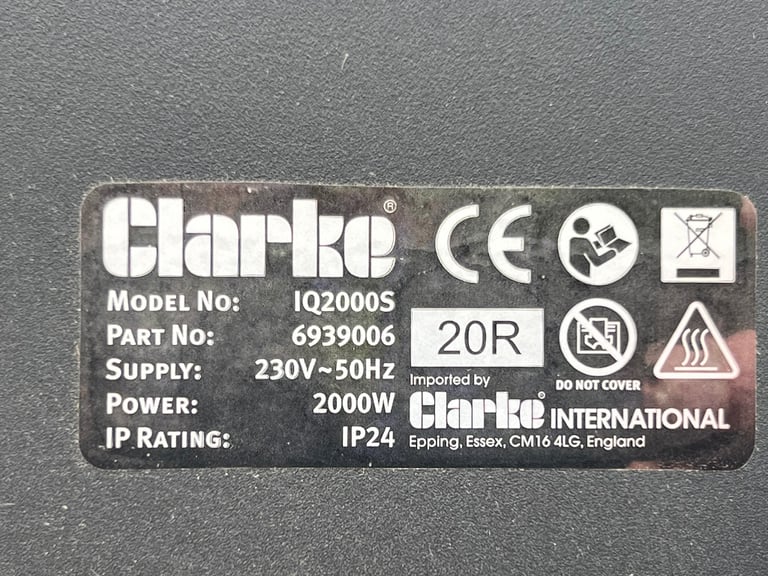 Clarke®
CE
MODEL NO: IQ2000S
PART NO: 6939006
SUPPLY: 230V~50Hz
POWER: 2000W
IP RATING: IP24
20R
DO NOT COVER
Imported by
Clarke® INTERNATIONAL
Epping, Essex, CM16 4LG, England